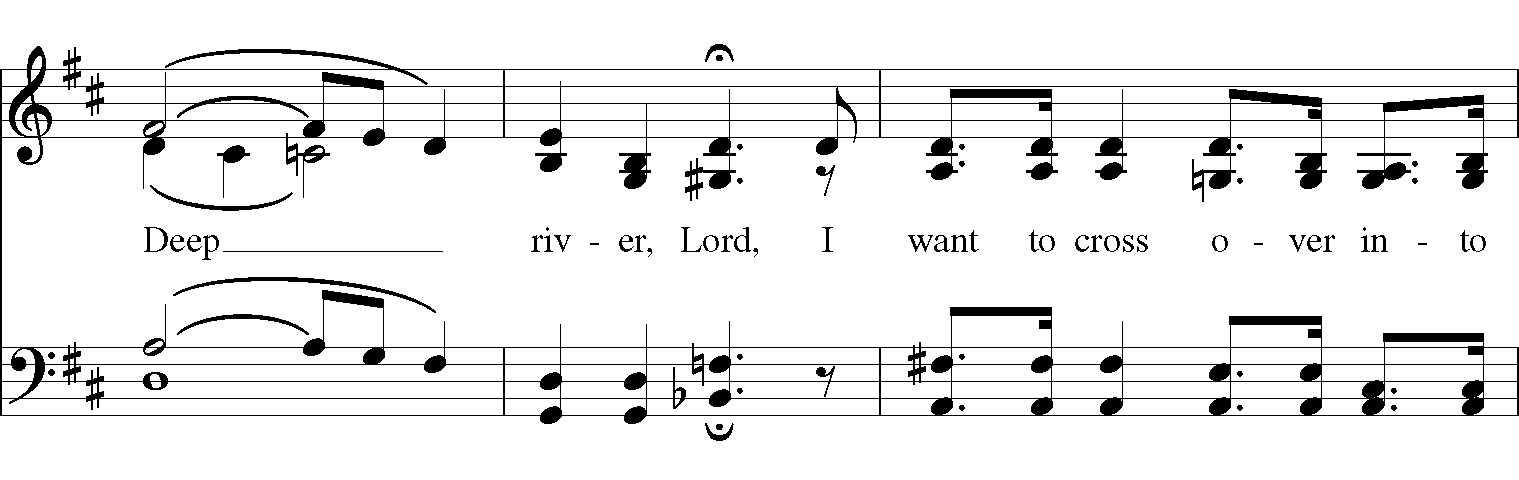 Deep riv - er, Lord, I want to cross o - ver in - to